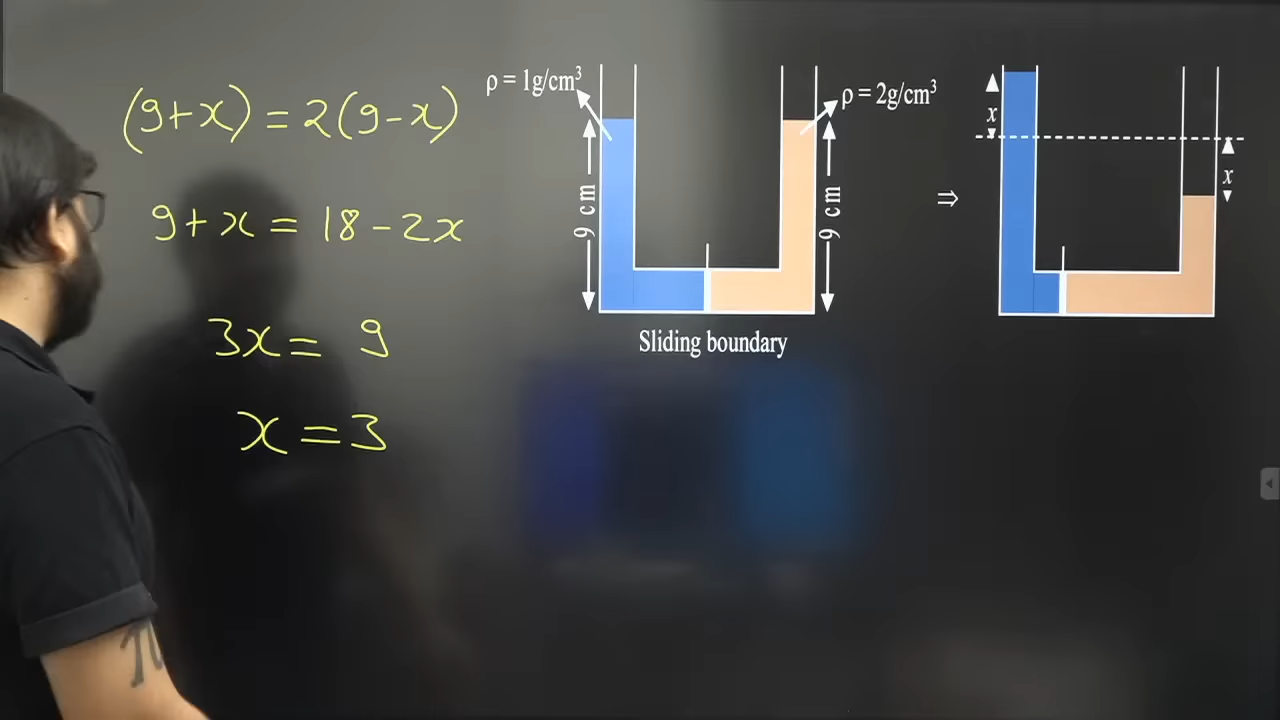 (9+x) = 2(9-x)
9+x = 18-2x
3x = 9
x = 3
ρ = 1g/cm³
ρ = 2g/cm³
9 cm
9 cm
Sliding boundary
⇒
x
x
π